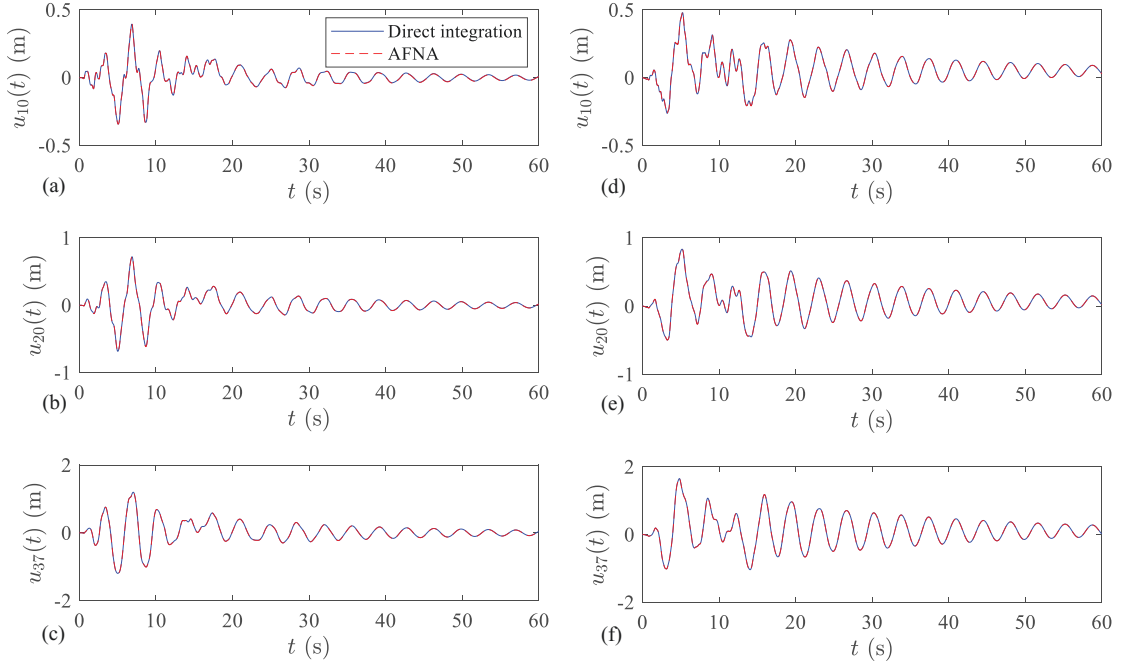 0.5
0
-0.5
u10(t) (m)
Direct integration
AFNA
0 10 20 30 40 50 60
t (s)
(a)
0.5
0
-0.5
u10(t) (m)
0 10 20 30 40 50 60
t (s)
(d)
1
0
-1
u20(t) (m)
0 10 20 30 40 50 60
t (s)
(b)
1
0
-1
u20(t) (m)
0 10 20 30 40 50 60
t (s)
(e)
2
0
-2
u37(t) (m)
0 10 20 30 40 50 60
t (s)
(c)
2
0
-2
u37(t) (m)
0 10 20 30 40 50 60
t (s)
(f)